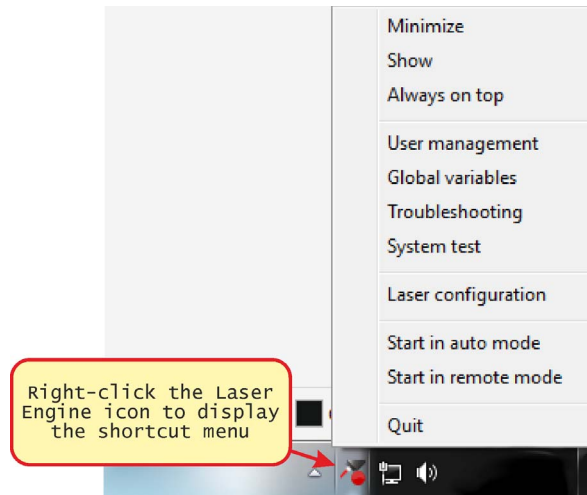 Minimize
Show
Always on top
User management
Global variables
Troubleshooting
System test
Laser configuration
Start in auto mode
Start in remote mode
Quit
Right-click the Laser
Engine icon to display
the shortcut menu